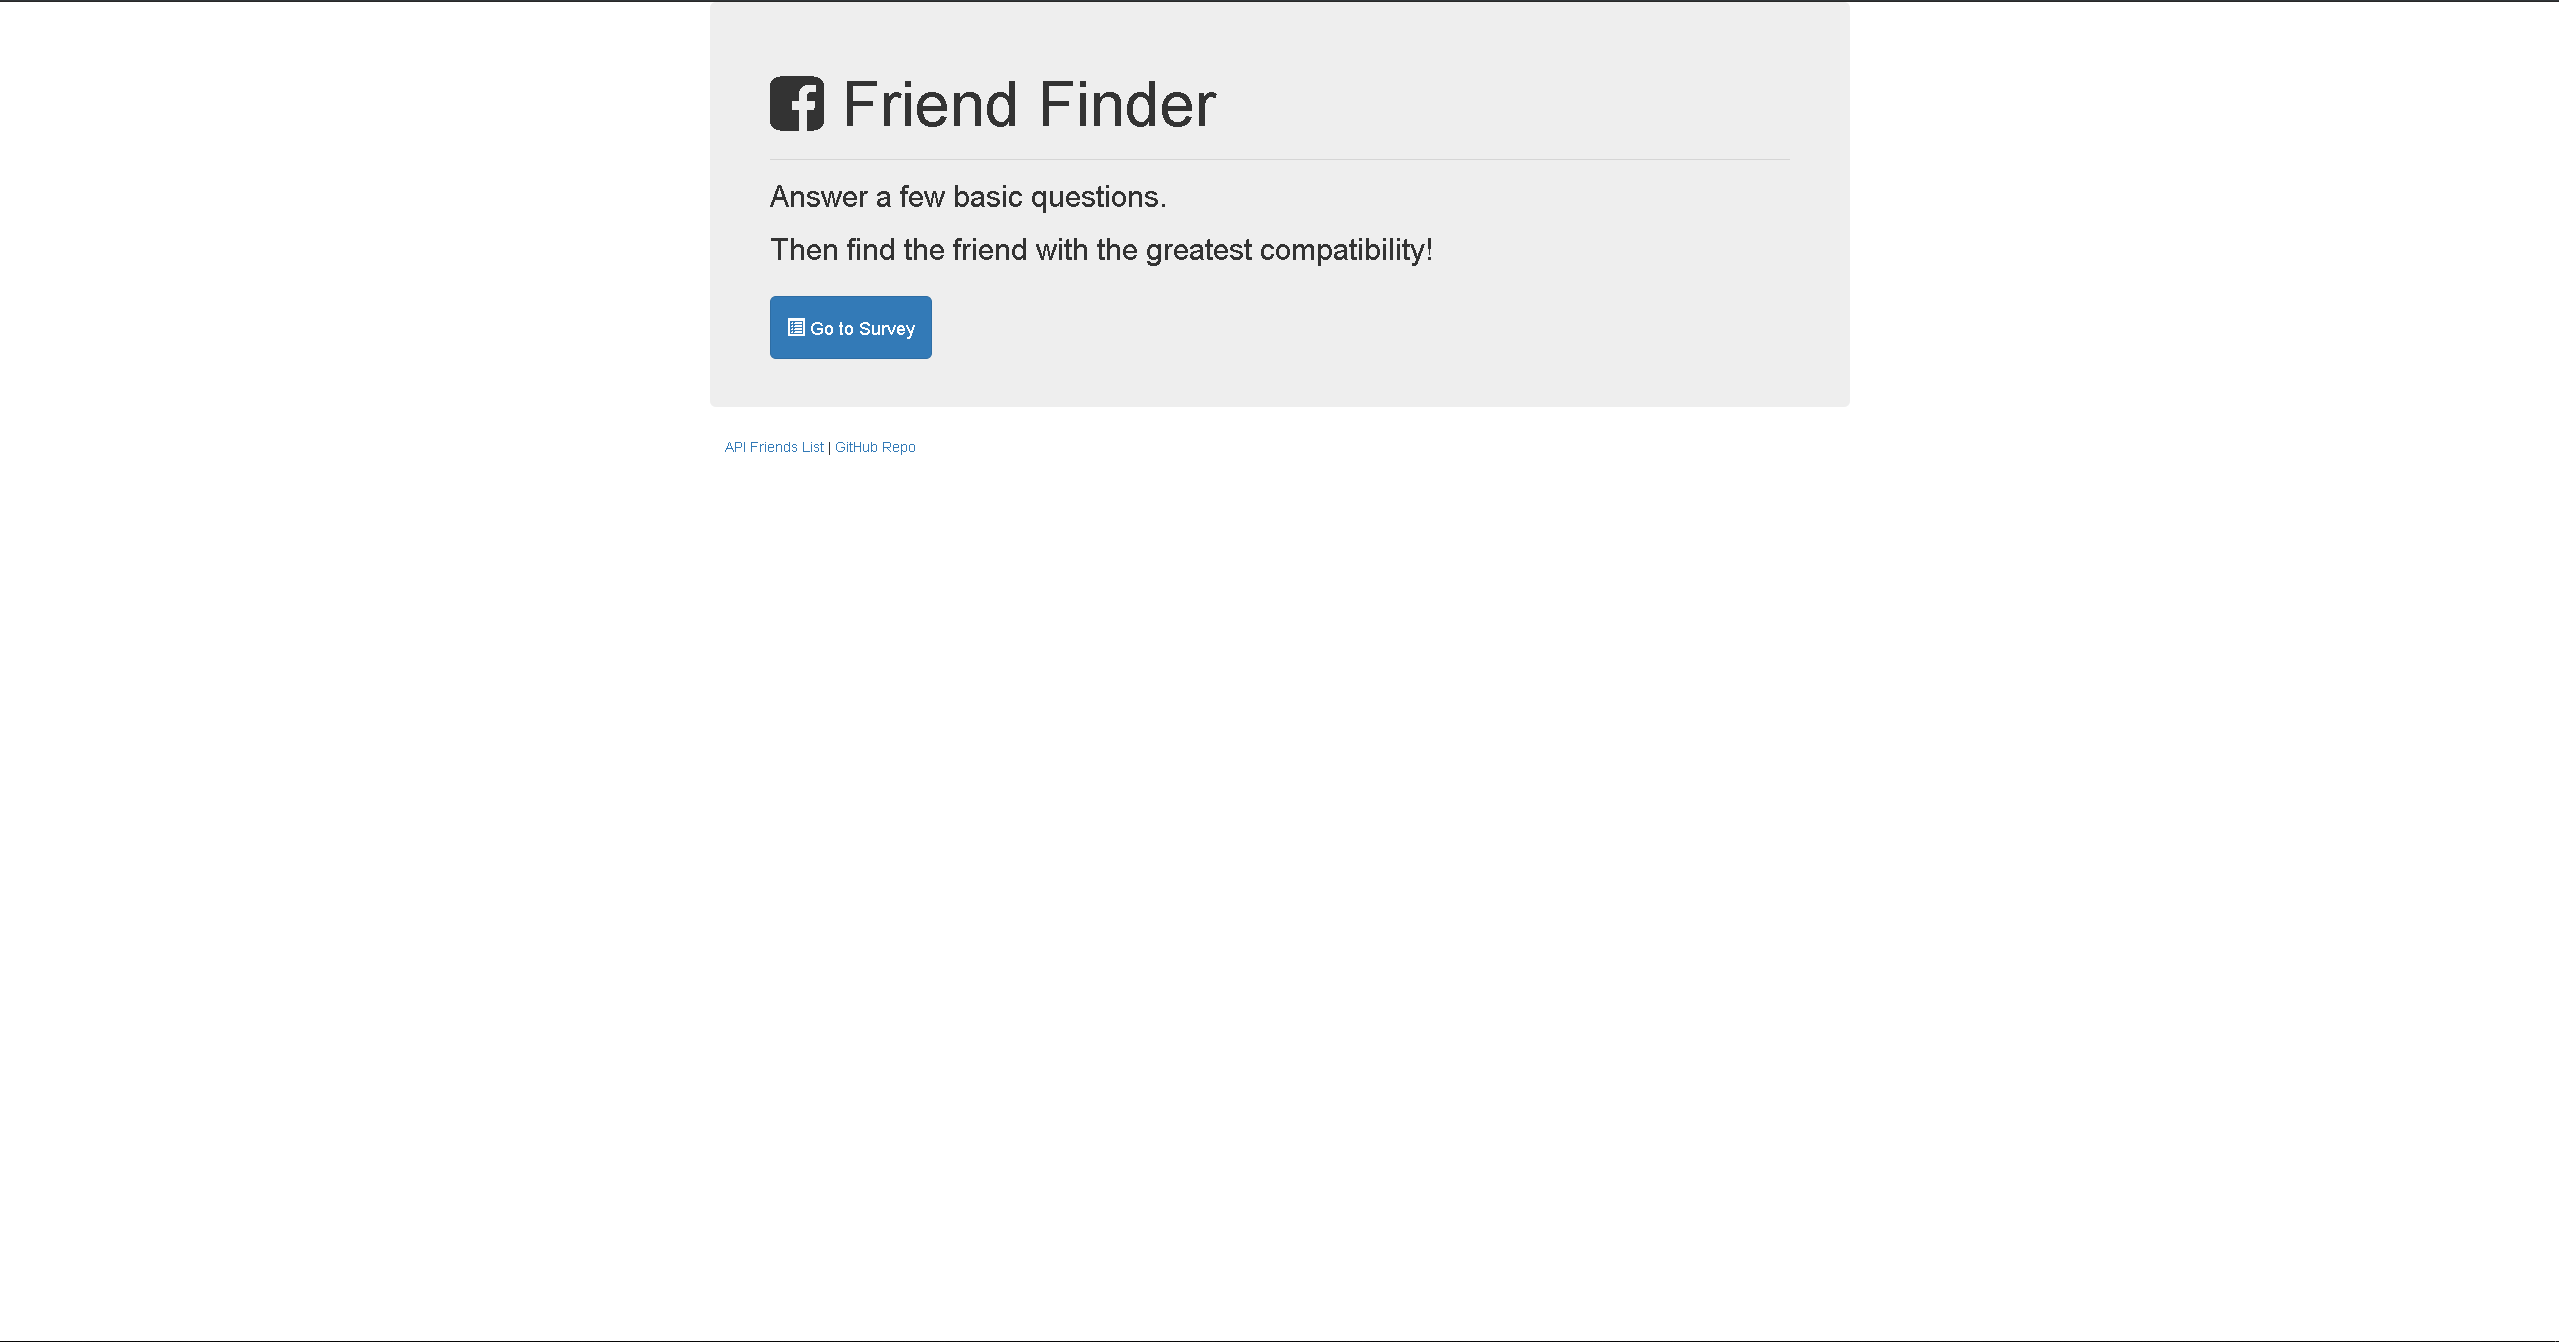 Friend Finder
Answer a few basic questions.
Then find the friend with the greatest compatibility!
Go to Survey
API Friends List | GitHub Repo